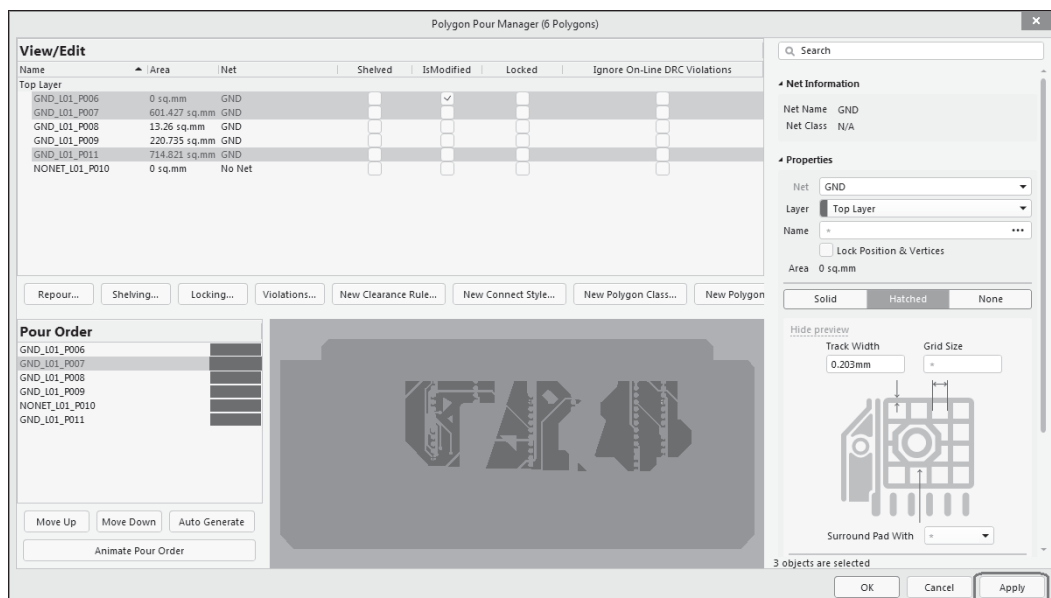 Polygon Pour Manager (6 Polygons)
View/Edit
Name Area Net Shelved IsModified Locked Ignore On-Line DRC Violations
Top Layer
GND_L01_P006 0 sq.mm GND
GND_L01_P007 601.427 sq.mm GND
GND_L01_P008 13.26 sq.mm GND
GND_L01_P009 220.735 sq.mm GND
GND_L01_P011 714.821 sq.mm GND
NONET_L01_P010 0 sq.mm No Net
Repour... Shelving... Locking... Violations... New Clearance Rule... New Connect Style... New Polygon Class... New Polygon
Pour Order
GND_L01_P006
GND_L01_P007
GND_L01_P008
GND_L01_P009
NONET_L01_P010
GND_L01_P011
Move Up Move Down Auto Generate
Animate Pour Order
Search
Net Information
Net Name GND
Net Class N/A
Properties
Net GND
Layer Top Layer
Name *
Lock Position & Vertices
Area 0 sq.mm
Solid Hatched None
Hide preview
Track Width Grid Size
0.203mm *
Surround Pad With *
3 objects are selected
OK Cancel Apply